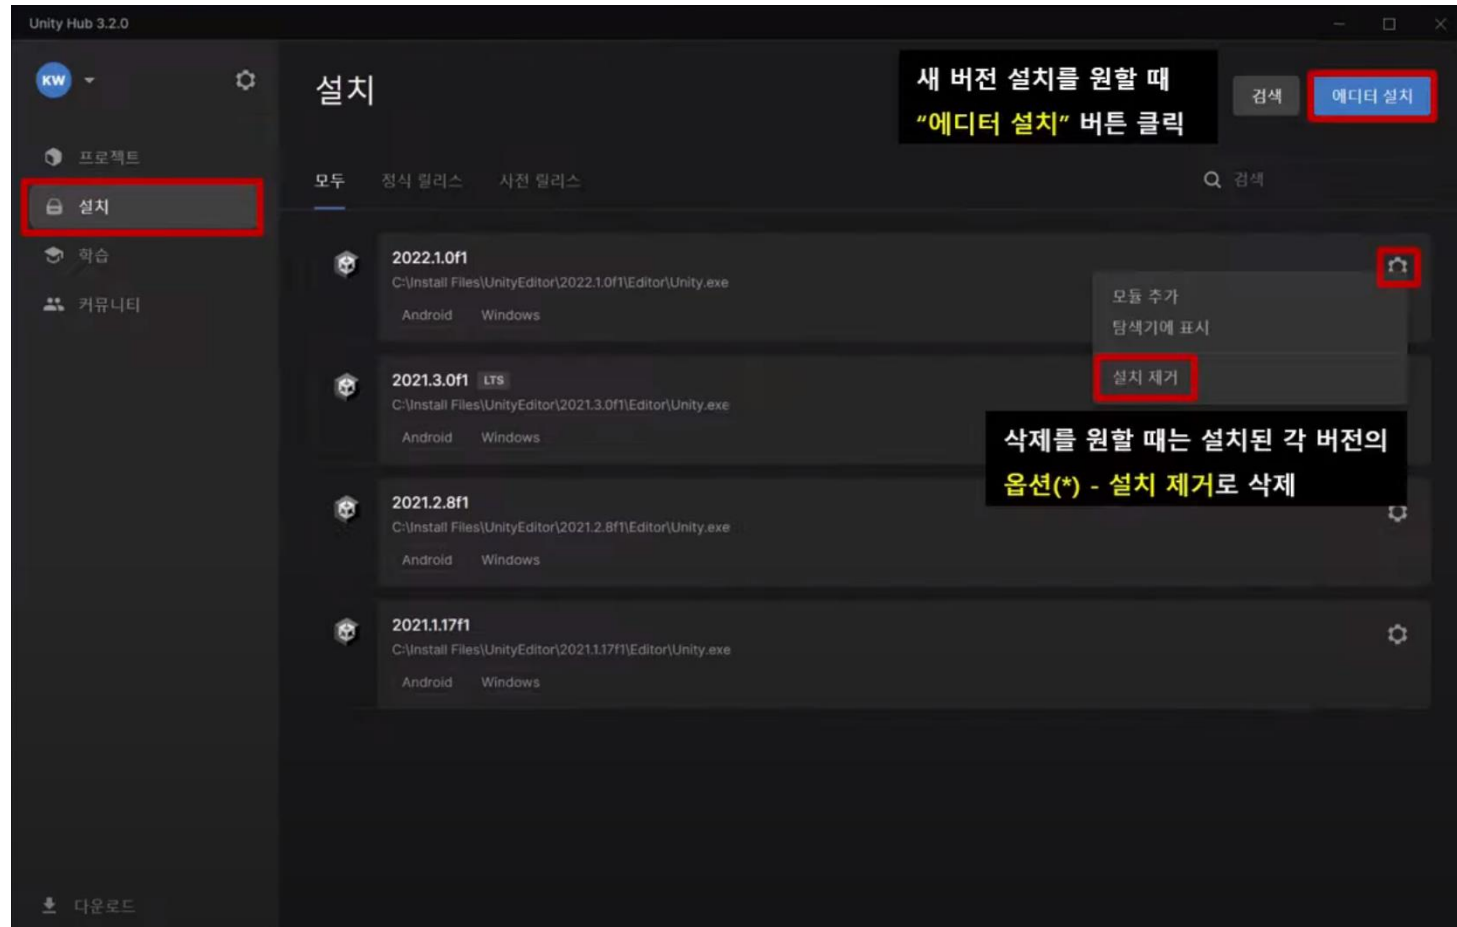 Unity Hub 3.2.0
KW
설치
새 버전 설치를 원할 때
“에디터 설치” 버튼 클릭
검색
에디터 설치
프로젝트
설치
학습
커뮤니티
모두
정식 릴리스
사전 릴리스
검색
2022.1.0f1
C:\Install Files\UnityEditor\2022.1.0f1\Editor\Unity.exe
Android
Windows
모듈 추가
탐색기에 표시
설치 제거
2021.3.0f1 LTS
C:\Install Files\UnityEditor\2021.3.0f1\Editor\Unity.exe
Android
Windows
삭제를 원할 때는 설치된 각 버전의
옵션(*) - 설치 제거로 삭제
2021.2.8f1
C:\Install Files\UnityEditor\2021.2.8f1\Editor\Unity.exe
Android
Windows
2021.1.17f1
C:\Install Files\UnityEditor\2021.1.17f1\Editor\Unity.exe
Android
Windows
다운로드